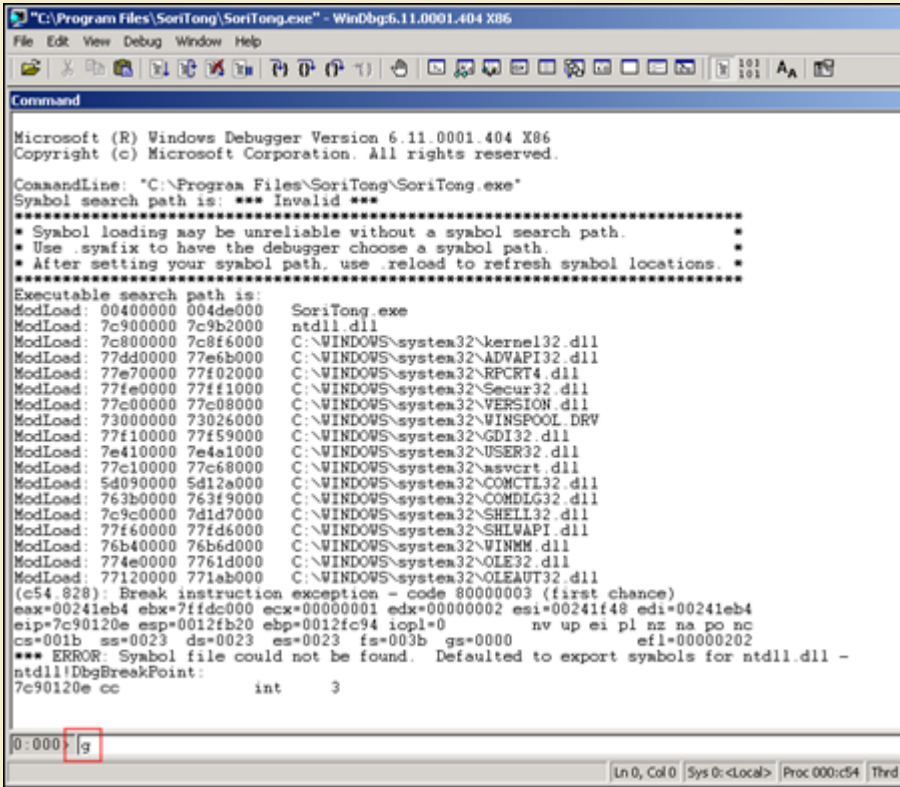 "C:\Program Files\SoriTong\SoriTong.exe" - WinDbg:6.11.0001.404 X86
File Edit View Debug Window Help
Command
Microsoft (R) Windows Debugger Version 6.11.0001.404 X86
Copyright (c) Microsoft Corporation. All rights reserved.
CommandLine: "C:\Program Files\SoriTong\SoriTong.exe"
Symbol search path is: *** Invalid ***
****************************************************************************
* Symbol loading may be unreliable without a symbol search path.           *
* Use .symfix to have the debugger choose a symbol path.                   *
* After setting your symbol path, use .reload to refresh symbol locations. *
****************************************************************************
Executable search path is:
ModLoad: 00400000 004de000   SoriTong.exe
ModLoad: 7c900000 7c9b2000   ntdll.dll
ModLoad: 7c800000 7c8f6000   C:\WINDOWS\system32\kernel32.dll
ModLoad: 77dd0000 77e6b000   C:\WINDOWS\system32\ADVAPI32.dll
ModLoad: 77e70000 77f02000   C:\WINDOWS\system32\RPCRT4.dll
ModLoad: 77fe0000 77ff1000   C:\WINDOWS\system32\Secur32.dll
ModLoad: 77c00000 77c08000   C:\WINDOWS\system32\VERSION.dll
ModLoad: 73000000 73026000   C:\WINDOWS\system32\WINSPOOL.DRV
ModLoad: 77f10000 77f59000   C:\WINDOWS\system32\GDI32.dll
ModLoad: 7e410000 7e4a1000   C:\WINDOWS\system32\USER32.dll
ModLoad: 77c10000 77c68000   C:\WINDOWS\system32\msvcrt.dll
ModLoad: 5d090000 5d12a000   C:\WINDOWS\system32\COMCTL32.dll
ModLoad: 763b0000 763f9000   C:\WINDOWS\system32\COMDLG32.dll
ModLoad: 7c9c0000 7d1d7000   C:\WINDOWS\system32\SHELL32.dll
ModLoad: 77f60000 77fd6000   C:\WINDOWS\system32\SHLWAPI.dll
ModLoad: 76b40000 76b6d000   C:\WINDOWS\system32\WINMM.dll
ModLoad: 774e0000 7761d000   C:\WINDOWS\system32\OLE32.dll
ModLoad: 77120000 771ab000   C:\WINDOWS\system32\OLEAUT32.dll
(c54.828): Break instruction exception - code 80000003 (first chance)
eax=00241eb4 ebx=7ffdc000 ecx=00000001 edx=00000002 esi=00241f48 edi=00241eb4
eip=7c90120e esp=0012fb20 ebp=0012fc94 iopl=0         nv up ei pl nz na po nc
cs=001b  ss=0023  ds=0023  es=0023  fs=003b  gs=0000             efl=00000202
*** ERROR: Symbol file could not be found.  Defaulted to export symbols for ntdll.dll -
ntdll!DbgBreakPoint:
7c90120e cc              int     3
0:000> g
Ln 0, Col 0 Sys 0:<Local> Proc 000:c54 Thrd